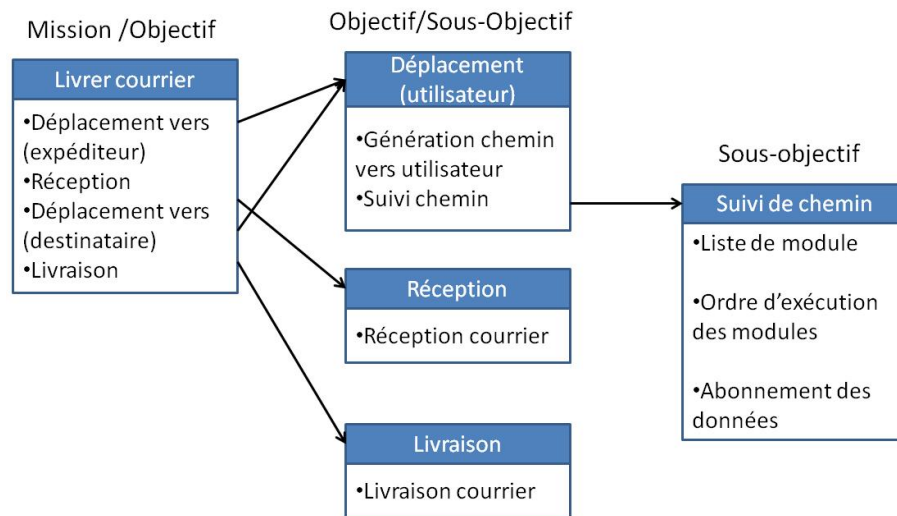 Mission /Objectif
Livrer courrier
•Déplacement vers
(expéditeur)
•Réception
•Déplacement vers
(destinataire)
•Livraison
Objectif/Sous-Objectif
Déplacement
(utilisateur)
•Génération chemin
vers utilisateur
•Suivi chemin
Réception
•Réception courrier
Livraison
•Livraison courrier
Sous-objectif
Suivi de chemin
•Liste de module
•Ordre d’exécution
des modules
•Abonnement des
données